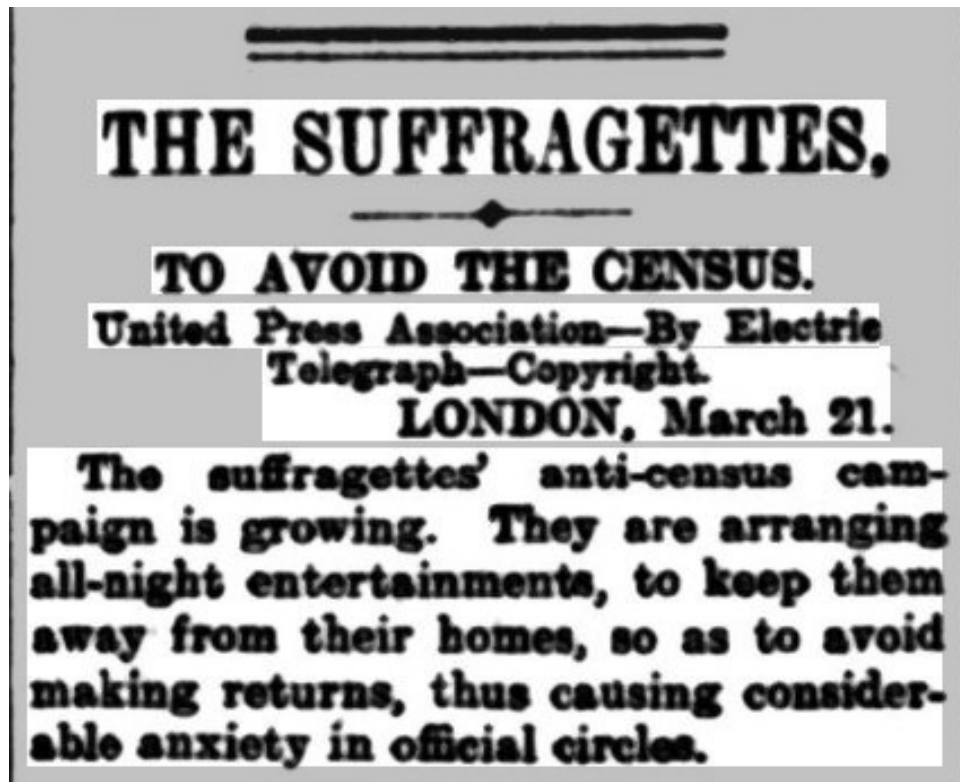 THE SUFFRAGETTES,
TO AVOID THE CENSUS.
United Press Association—By Electric
Telegraph—Copyright.
LONDON, March 21.
The suffragettes' anti-census cam-
paign is growing. They are arranging
all-night entertainments, to keep them
away from their homes, so as to avoid
making returns, thus causing consider-
able anxiety in official circles.